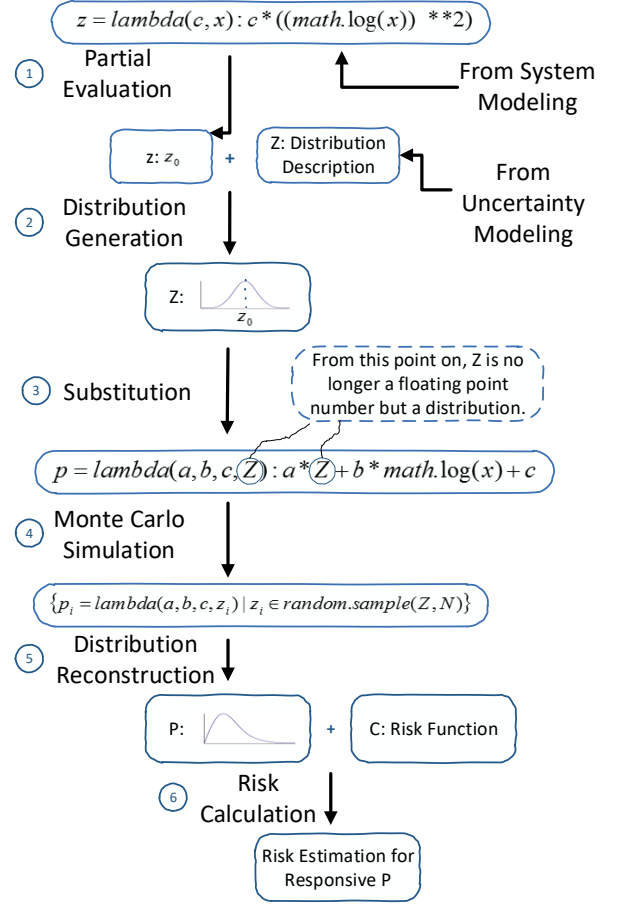 z = lambda(c, x): c*((math.log(x)) **2)
1
Partial
Evaluation
From System
Modeling
z: z₀
+
Z: Distribution
Description
From
Uncertainty
Modeling
2
Distribution
Generation
Z:
z₀
3
Substitution
From this point on, Z is no
longer a floating point
number but a distribution.
p = lambda(a, b, c, Z): a* Z + b* math.log(x) + c
4
Monte Carlo
Simulation
{pᵢ = lambda(a, b, c, zᵢ) | zᵢ ∈ random.sample(Z, N)}
5
Distribution
Reconstruction
P:
+
C: Risk Function
6
Risk
Calculation
Risk Estimation for
Responsive P